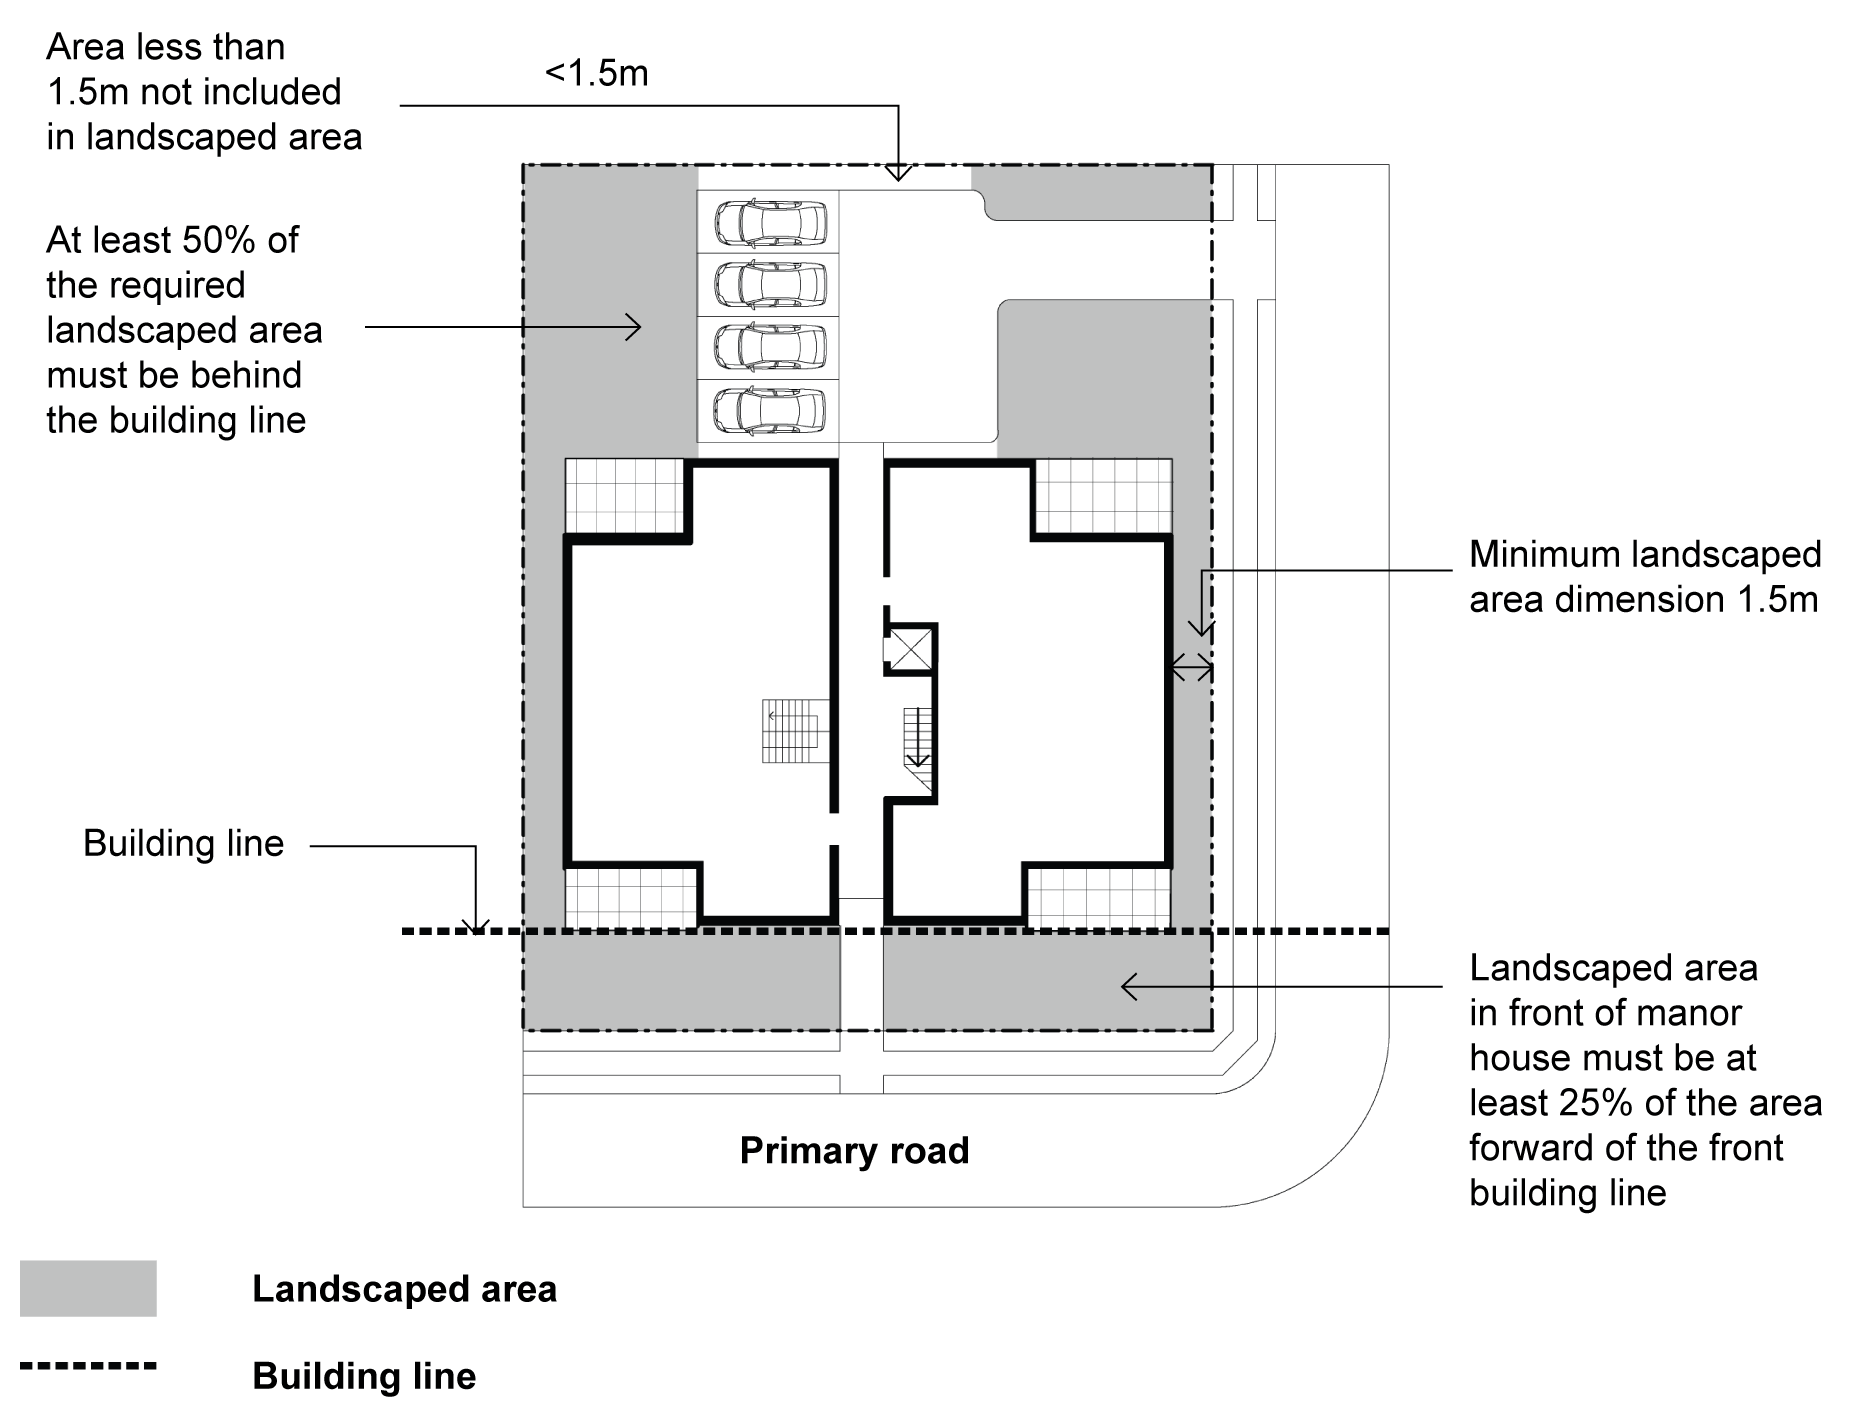 Area less than
1.5m not included
in landscaped area
<1.5m
At least 50% of
the required
landscaped area
must be behind
the building line
Minimum landscaped
area dimension 1.5m
Building line
Landscaped area
in front of manor
house must be at
least 25% of the area
forward of the front
building line
Primary road
Landscaped area
Building line